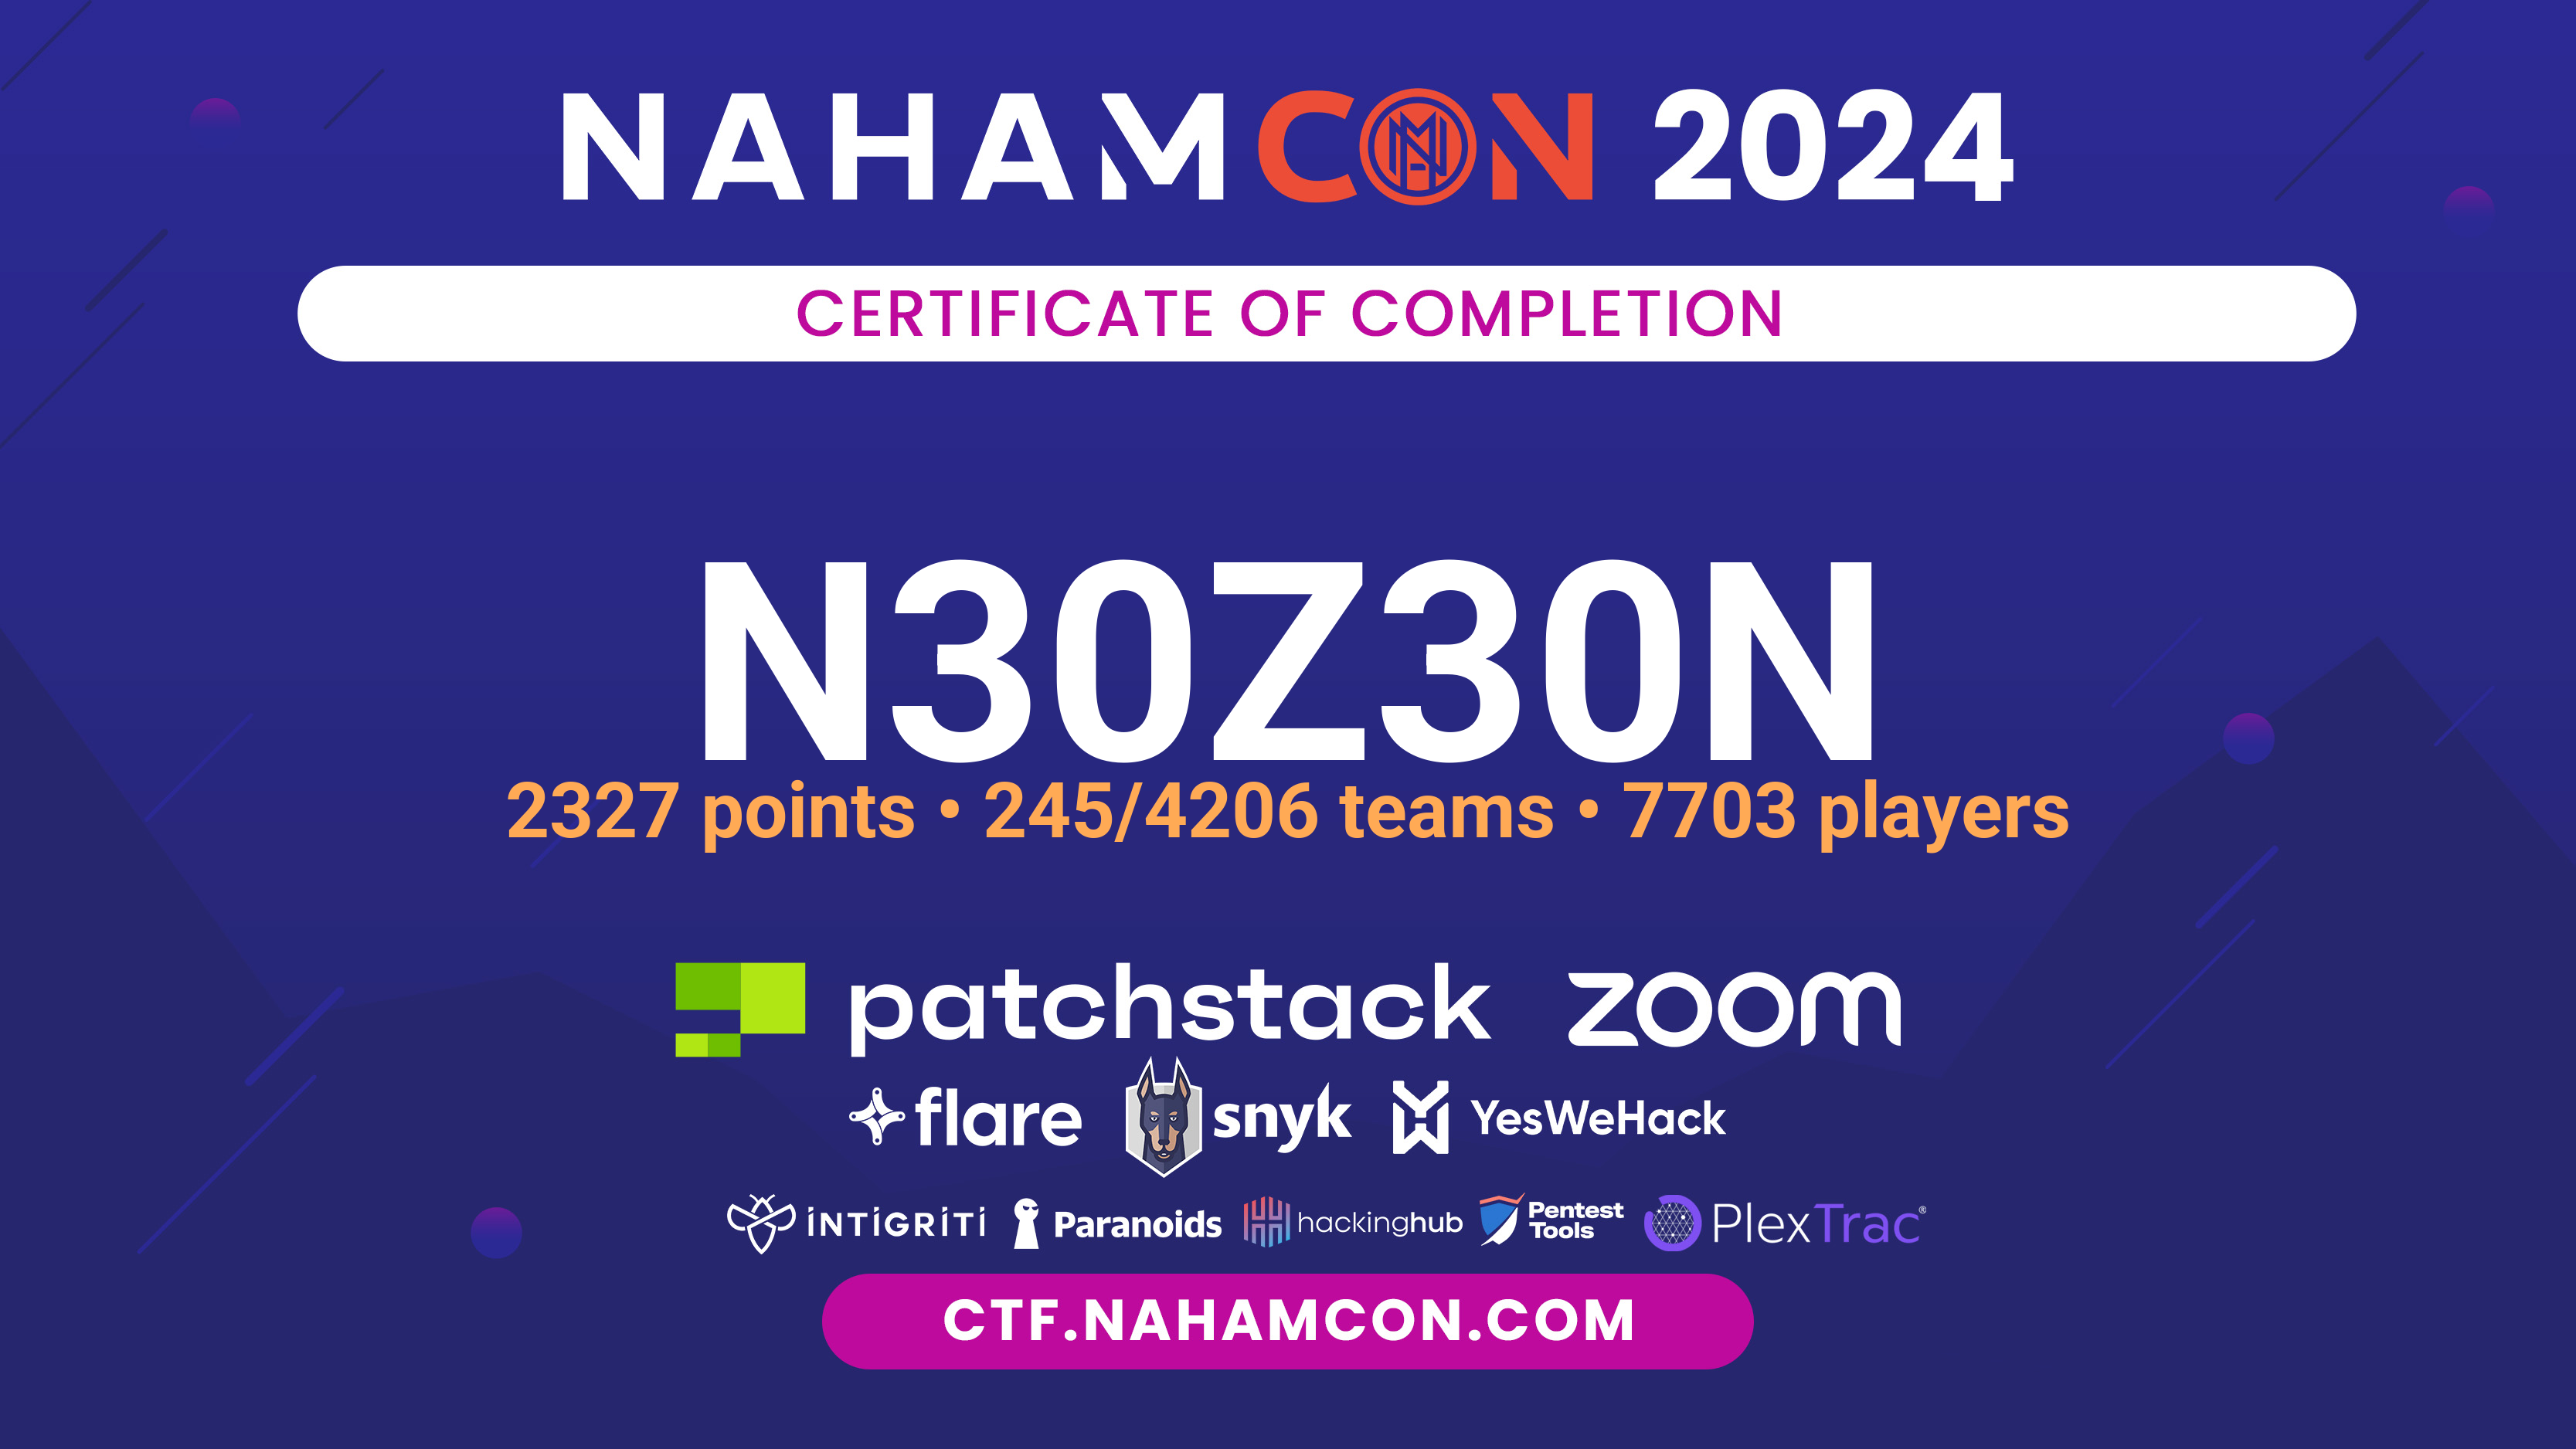 NAHAMCON 2024
CERTIFICATE OF COMPLETION
N30Z30N
2327 points • 245/4206 teams • 7703 players
patchstack zoom
flare snyk YesWeHack
INTIGRITI Paranoids hackinghub Pentest Tools PlexTrac®
CTF.NAHAMCON.COM